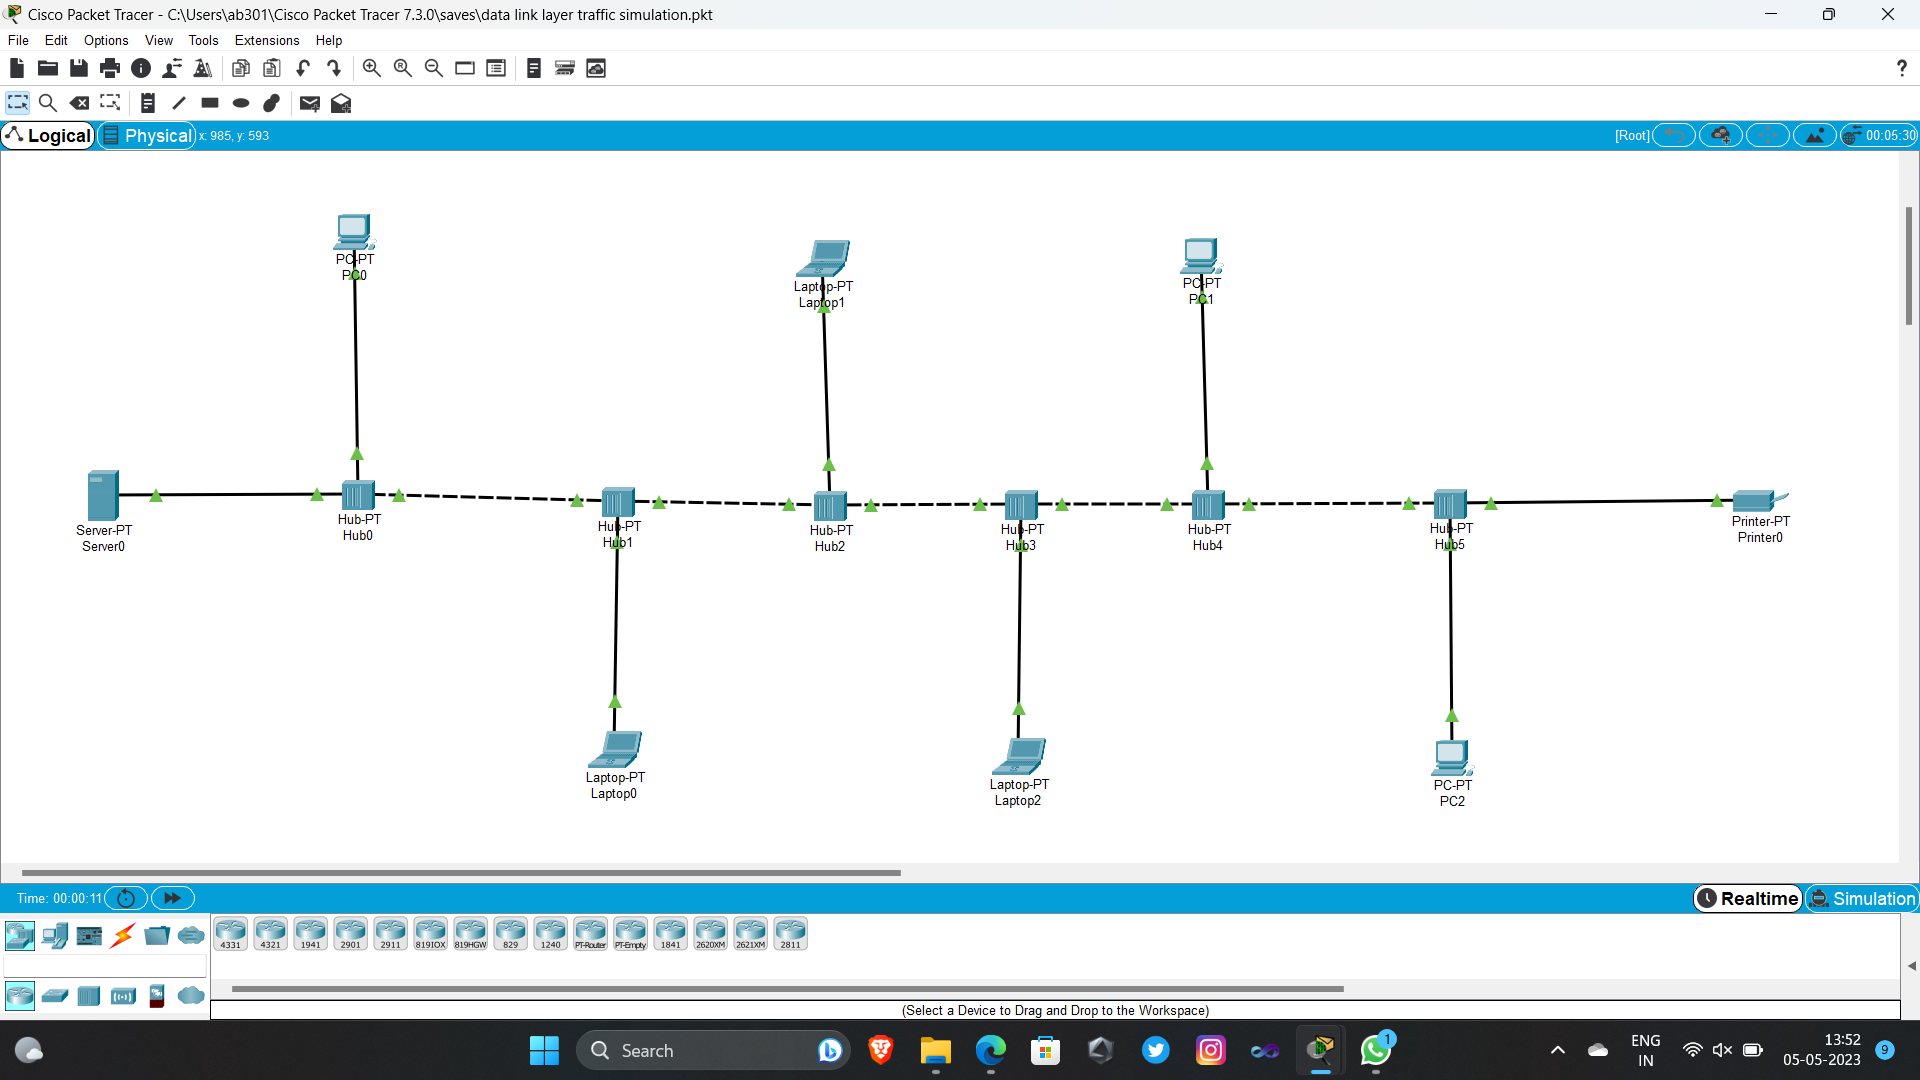 Cisco Packet Tracer - C:\Users\ab301\Cisco Packet Tracer 7.3.0\saves\data link layer traffic simulation.pkt
File Edit Options View Tools Extensions Help
?
Logical Physical x: 985, y: 593 [Root] 00:05:30
PC-PT
PC0
Laptop-PT
Laptop1
PC-PT
PC1
Server-PT
Server0
Hub-PT
Hub0
Hub-PT
Hub1
Hub-PT
Hub2
Hub-PT
Hub3
Hub-PT
Hub4
Hub-PT
Hub5
Printer-PT
Printer0
Laptop-PT
Laptop0
Laptop-PT
Laptop2
PC-PT
PC2
Time: 00:00:11 Realtime Simulation
4331 4321 1941 2901 2911 819IOX 819HGW 829 1240 PT-Router PT-Empty 1841 2620XM 2621XM 2811
(Select a Device to Drag and Drop to the Workspace)
Search 1 ENG 13:52
IN 05-05-2023 9